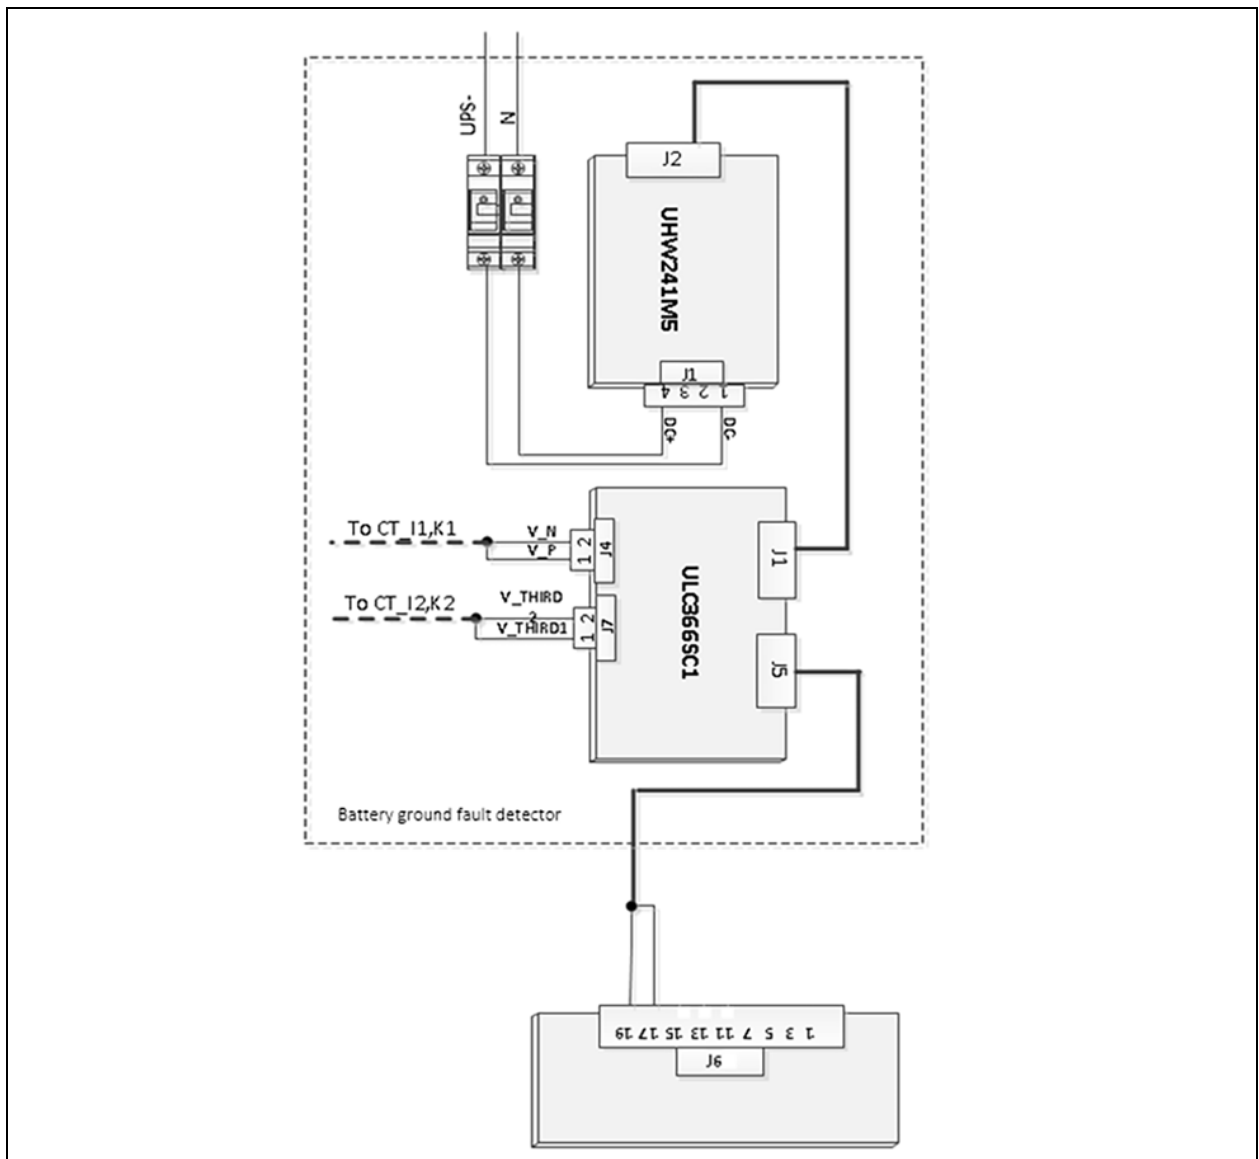 UPS-
N
J2
UHW241M5
J1
4 3 2 1
DC+
DC-
To CT_I1,K1
V_N
V_P
1 2
J4
J1
To CT_I2,K2
V_THIRD
2
V_THIRD1
1 2
J7
ULC366SC1
J5
Battery ground fault detector
19 17 15 13 11 7 5 3 1
J9